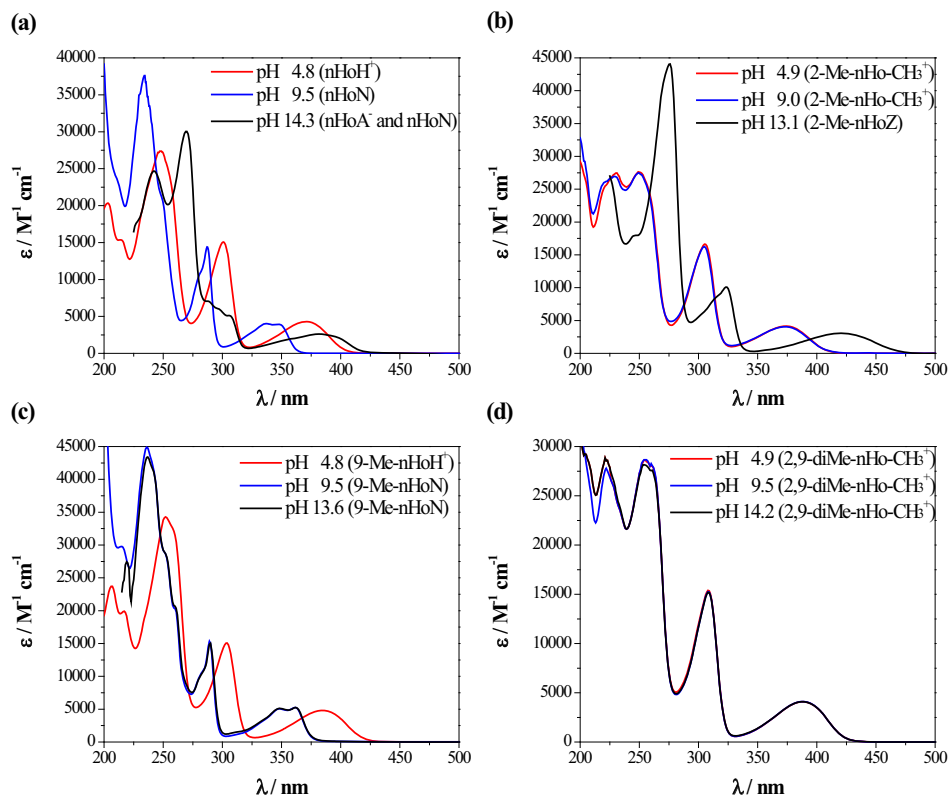 (a)
40000
35000
30000
25000
20000
15000
10000
5000
0
ε / M⁻¹ cm⁻¹
pH 4.8 (nHoH⁺)
pH 9.5 (nHoN)
pH 14.3 (nHoA⁻ and nHoN)
200 250 300 350 400 450 500
λ / nm
(b)
45000
40000
35000
30000
25000
20000
15000
10000
5000
0
ε / M⁻¹ cm⁻¹
pH 4.9 (2-Me-nHo-CH₃⁺)
pH 9.0 (2-Me-nHo-CH₃⁺)
pH 13.1 (2-Me-nHoZ)
200 250 300 350 400 450 500
λ / nm
(c)
45000
40000
35000
30000
25000
20000
15000
10000
5000
0
ε / M⁻¹ cm⁻¹
pH 4.8 (9-Me-nHoH⁺)
pH 9.5 (9-Me-nHoN)
pH 13.6 (9-Me-nHoN)
200 250 300 350 400 450 500
λ / nm
(d)
30000
25000
20000
15000
10000
5000
0
ε / M⁻¹ cm⁻¹
pH 4.9 (2,9-diMe-nHo-CH₃⁺)
pH 9.5 (2,9-diMe-nHo-CH₃⁺)
pH 14.2 (2,9-diMe-nHo-CH₃⁺)
200 250 300 350 400 450 500
λ / nm